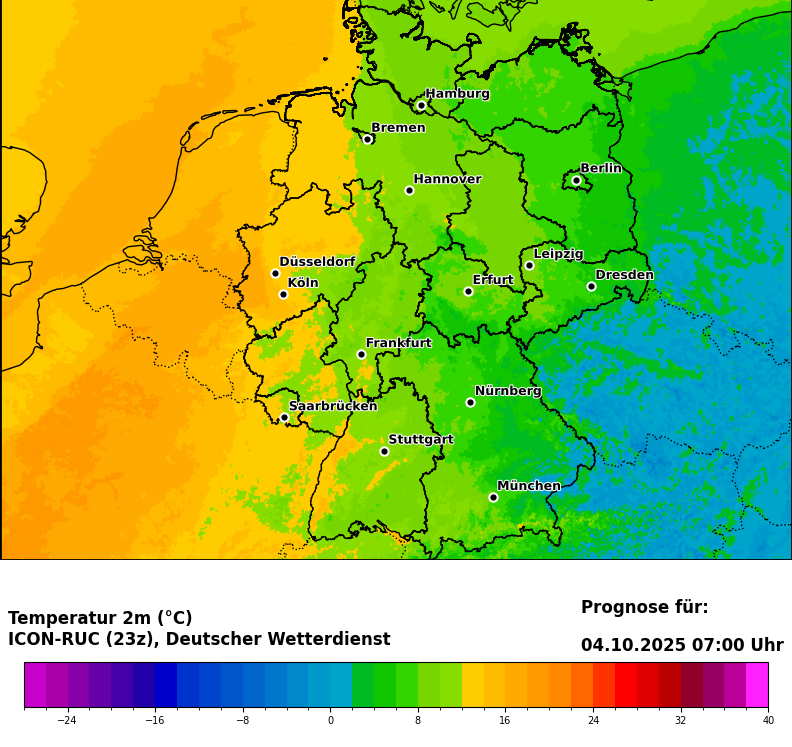 Hamburg
Bremen
Berlin
Hannover
Leipzig
Düsseldorf
Dresden
Köln
Erfurt
Frankfurt
Nürnberg
Saarbrücken
Stuttgart
München
Temperatur 2m (°C)
ICON-RUC (23z), Deutscher Wetterdienst
Prognose für:
04.10.2025 07:00 Uhr
−24 −16 −8 0 8 16 24 32 40